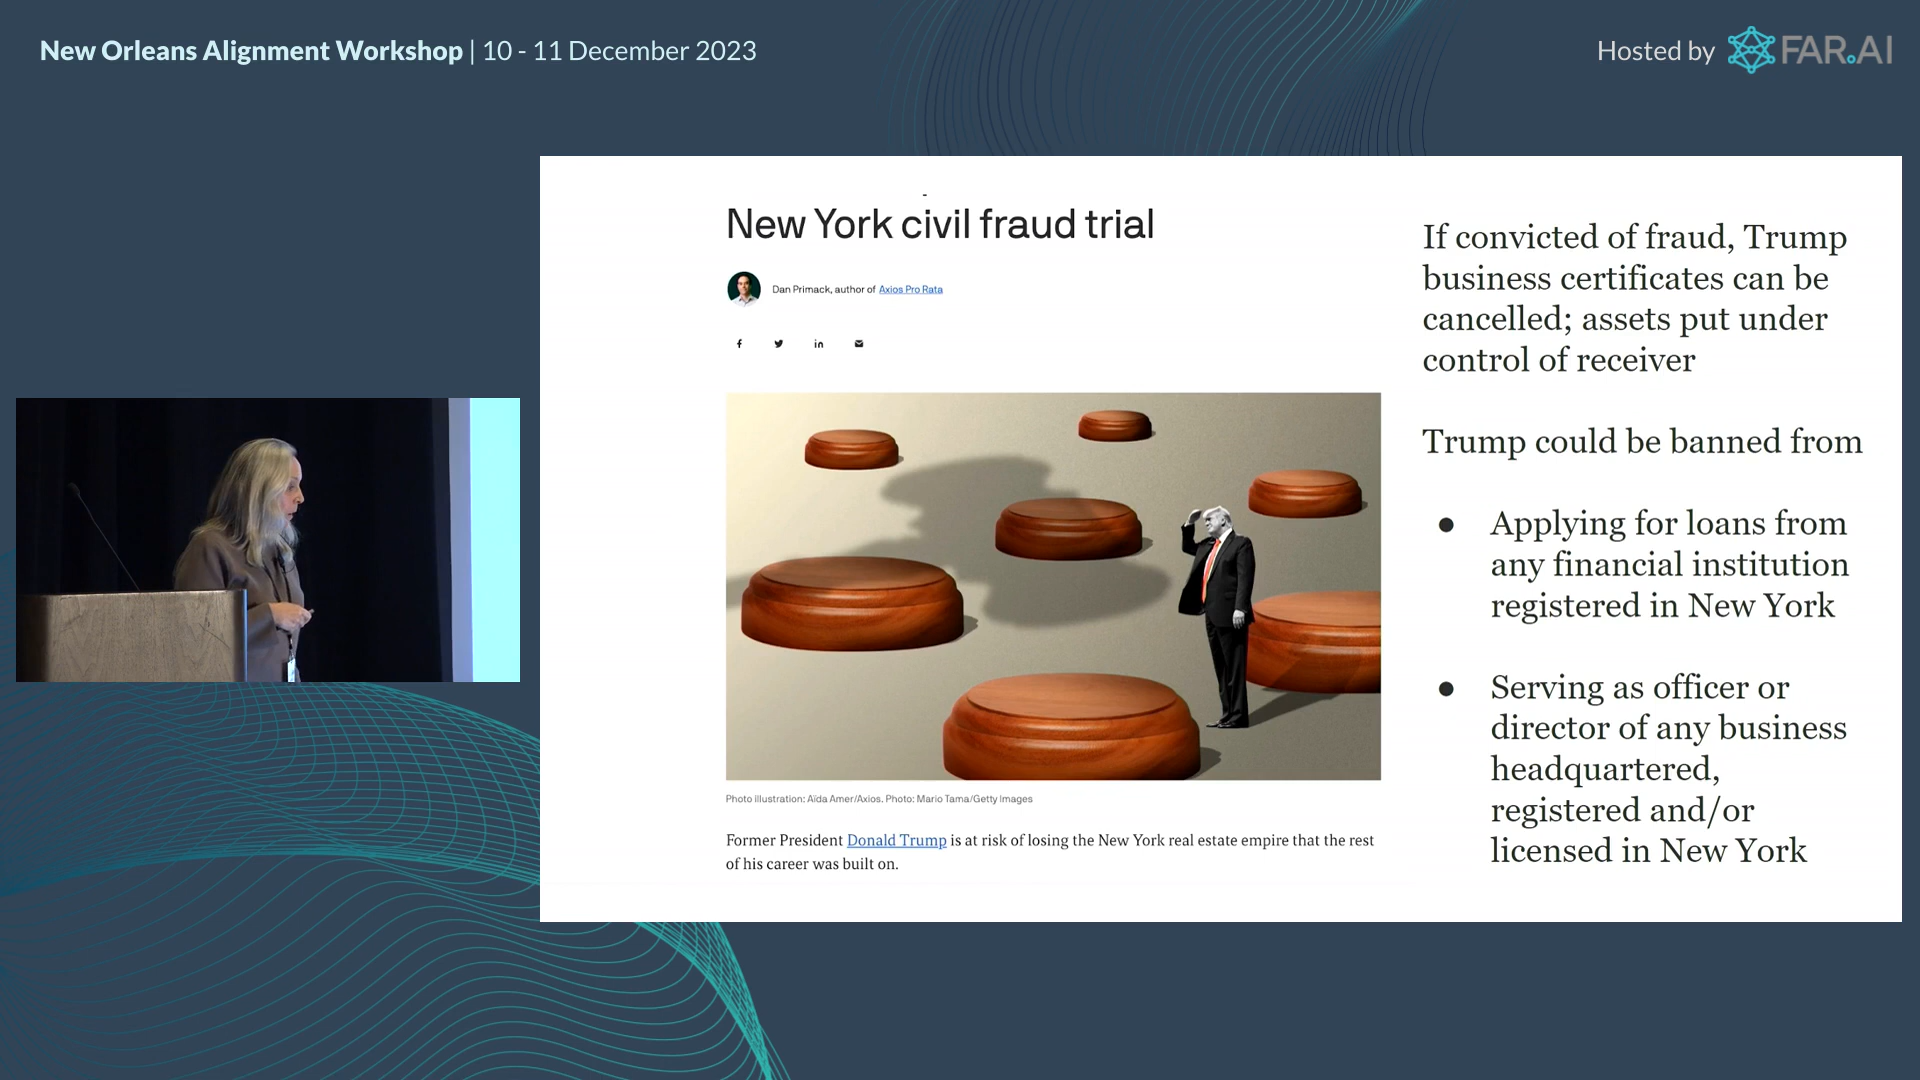 New Orleans Alignment Workshop | 10 - 11 December 2023
Hosted by FAR.AI
New York civil fraud trial
Dan Primack, author of Axios Pro Rata
If convicted of fraud, Trump
business certificates can be
cancelled; assets put under
control of receiver
Trump could be banned from
● Applying for loans from
any financial institution
registered in New York
● Serving as officer or
director of any business
headquartered,
registered and/or
licensed in New York
Photo illustration: Aïda Amer/Axios. Photo: Mario Tama/Getty Images
Former President Donald Trump is at risk of losing the New York real estate empire that the rest
of his career was built on.